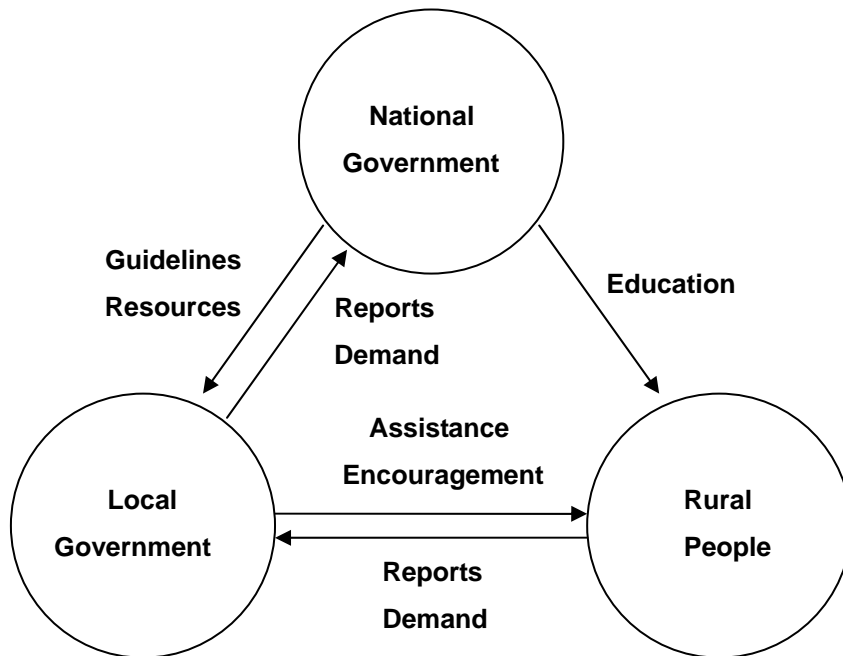 National
Government
Guidelines
Resources
Reports
Demand
Education
Assistance
Encouragement
Local
Government
Rural
People
Reports
Demand